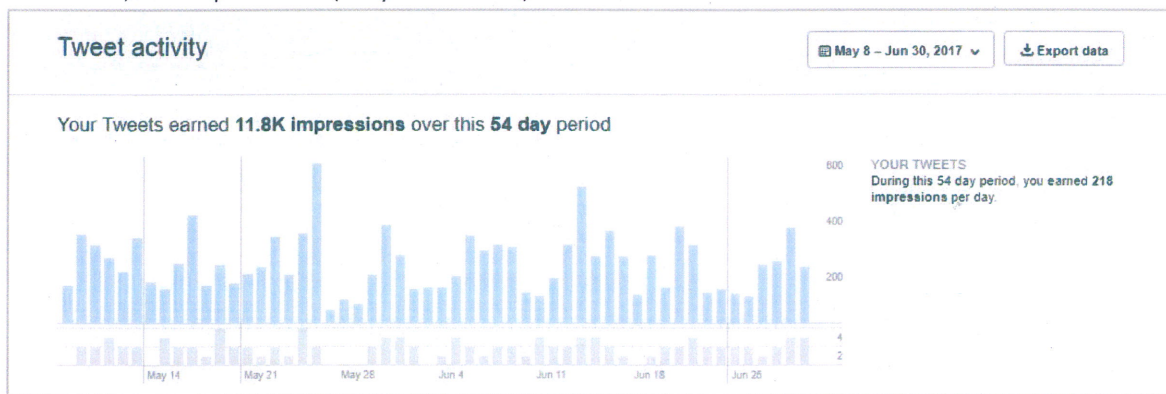 Tweet activity
May 8 – Jun 30, 2017
Export data
Your Tweets earned 11.8K impressions over this 54 day period
600
400
200
YOUR TWEETS
During this 54 day period, you earned 218
impressions per day.
4
2
May 14
May 21
May 28
Jun 4
Jun 11
Jun 18
Jun 25